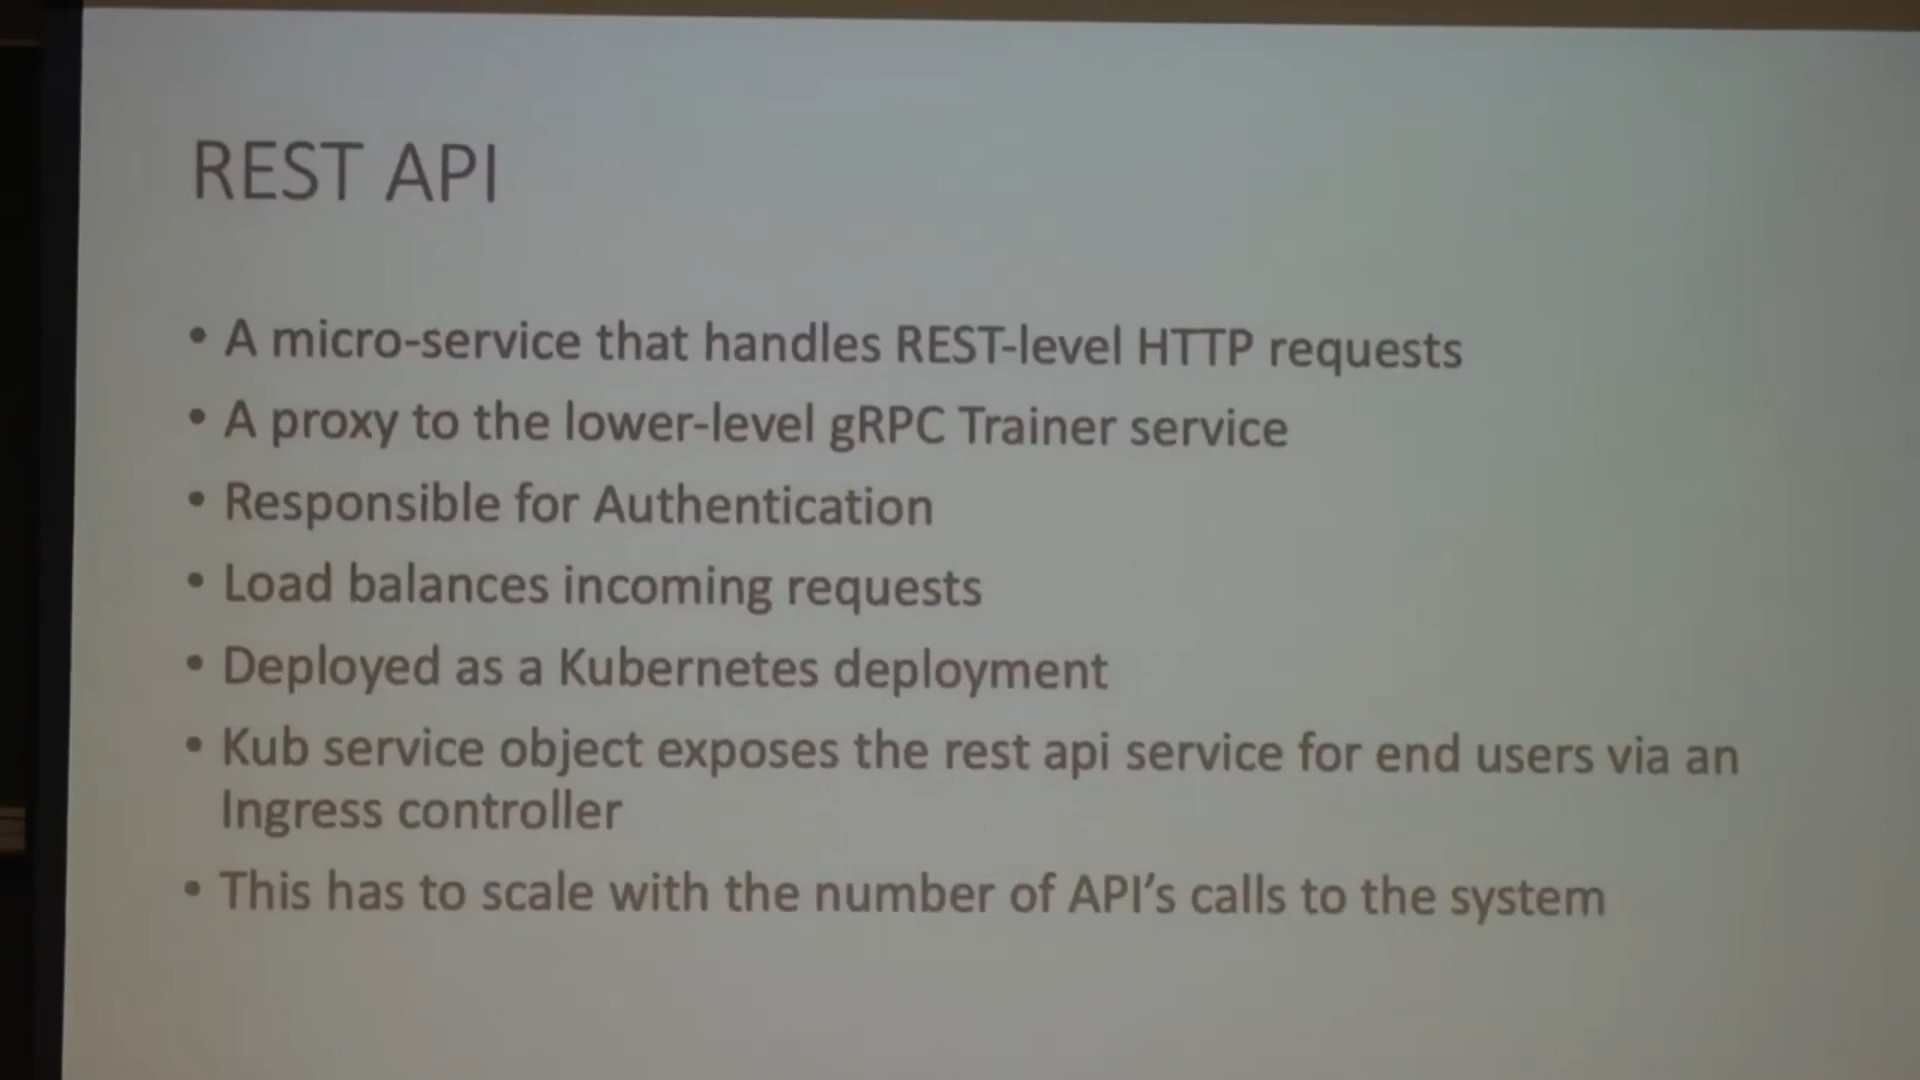 REST API
• A micro-service that handles REST-level HTTP requests
• A proxy to the lower-level gRPC Trainer service
• Responsible for Authentication
• Load balances incoming requests
• Deployed as a Kubernetes deployment
• Kub service object exposes the rest api service for end users via an
Ingress controller
• This has to scale with the number of API's calls to the system